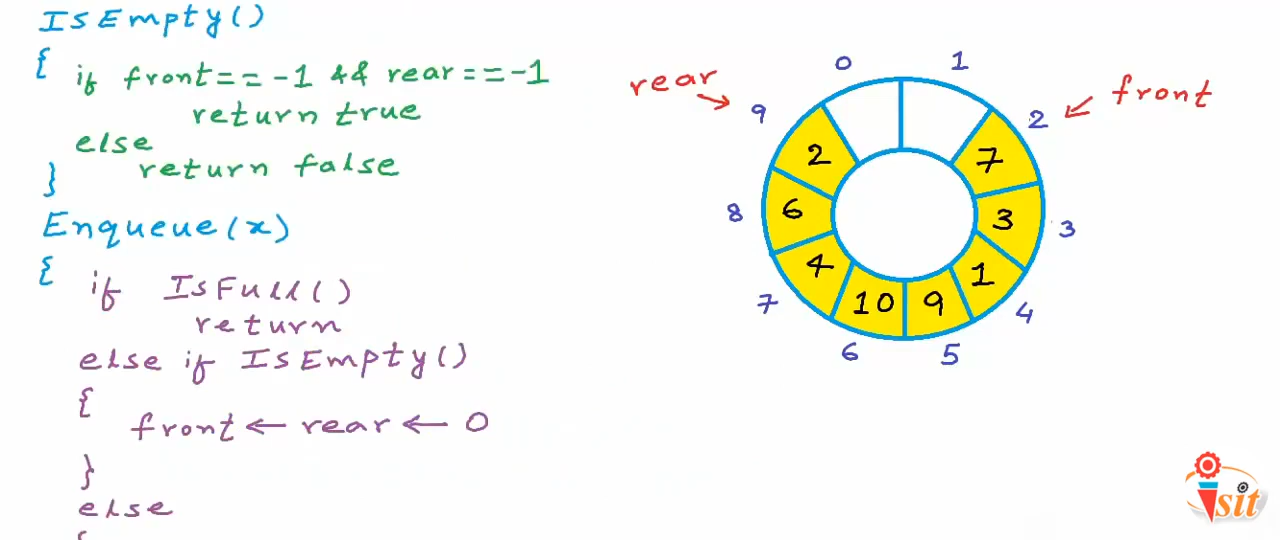 IsEmpty()
{ if front== -1 && rear==-1
return true
else
return false
}
Enqueue(x)
{ if IsFull()
return
else if IsEmpty()
{
front ← rear ← 0
}
else
{
0 1
rear 9 2 front
2 7
8 6 3 3
4 1
10 9
7 4
6 5
sit